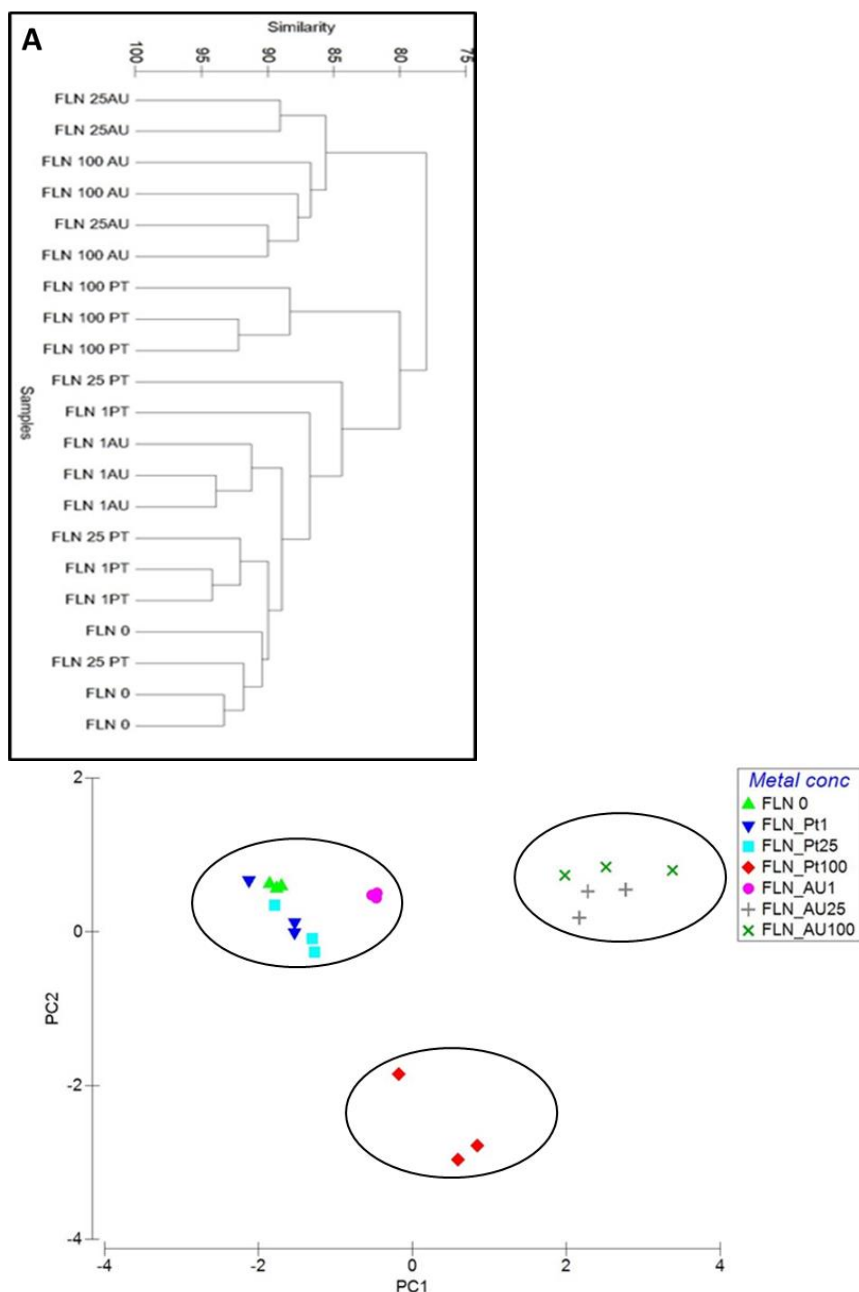 A
Similarity
100 95 90 85 80 75
FLN 25AU
FLN 25AU
FLN 100 AU
FLN 100 AU
FLN 25AU
FLN 100 AU
FLN 100 PT
FLN 100 PT
FLN 100 PT
FLN 25 PT
FLN 1PT
FLN 1AU
FLN 1AU
FLN 1AU
FLN 25 PT
FLN 1PT
FLN 1PT
FLN 0
FLN 25 PT
FLN 0
FLN 0
Samples
Metal conc
FLN 0
FLN_Pt1
FLN_Pt25
FLN_Pt100
FLN_AU1
FLN_AU25
FLN_AU100
2
0
-2
-4
PC2
-4 -2 0 2 4
PC1